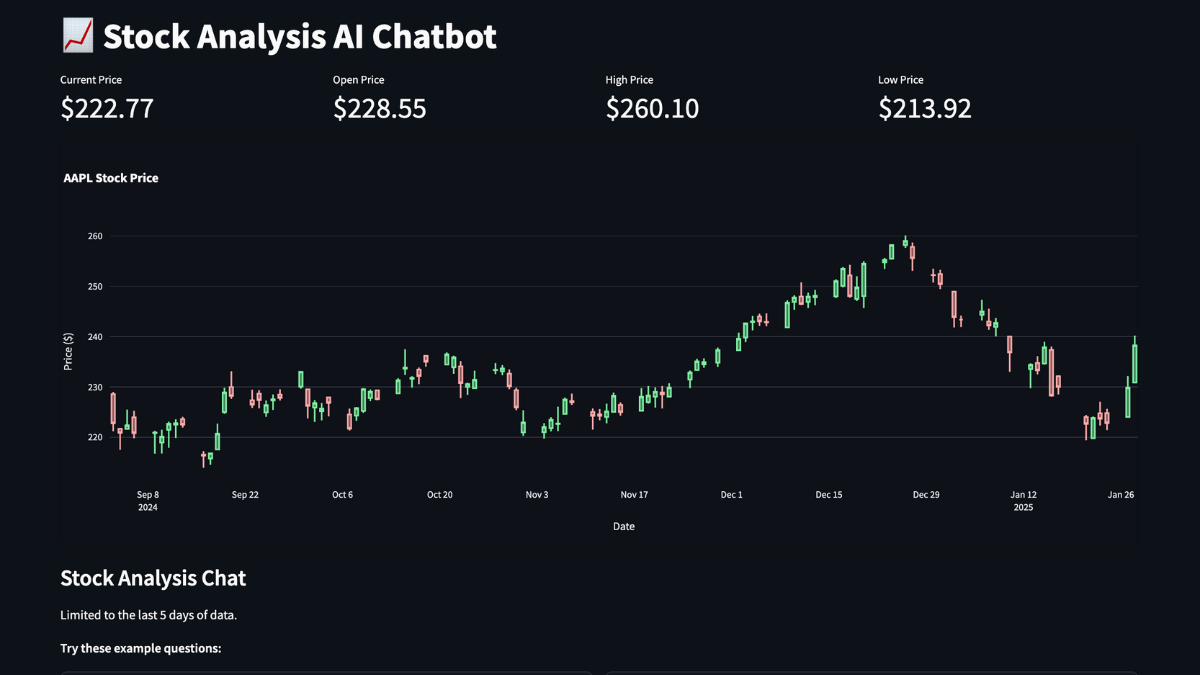 Stock Analysis AI Chatbot
Current Price Open Price High Price Low Price
$222.77 $228.55 $260.10 $213.92
AAPL Stock Price
260
250
240
230
220
Price ($)
Sep 8 Sep 22 Oct 6 Oct 20 Nov 3 Nov 17 Dec 1 Dec 15 Dec 29 Jan 12 Jan 26
2024 2025
Date
Stock Analysis Chat
Limited to the last 5 days of data.
Try these example questions: